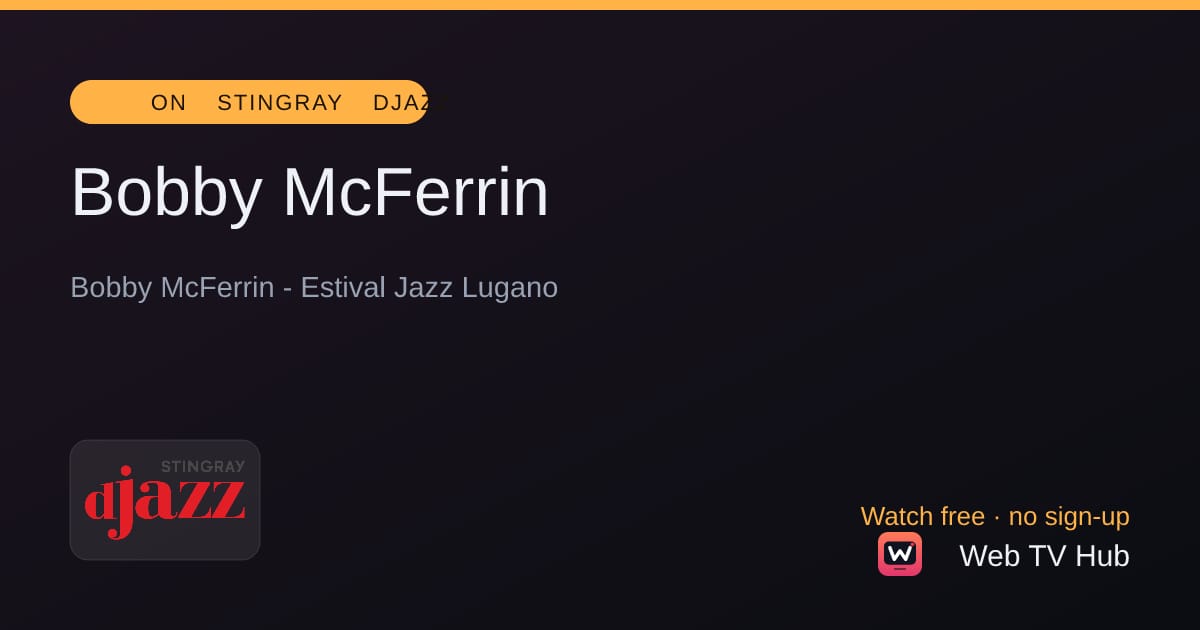 ON STINGRAY DJAZ
Bobby McFerrin
Bobby McFerrin - Estival Jazz Lugano
STINGRAY
djazz
Watch free · no sign-up
W
Web TV Hub